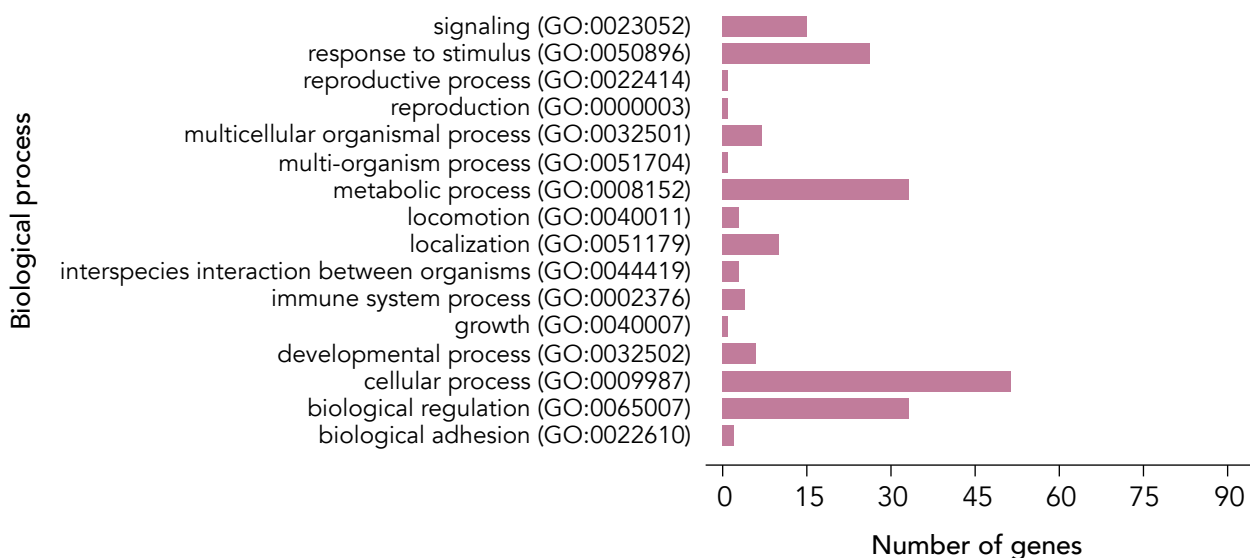 signaling (GO:0023052)
response to stimulus (GO:0050896)
reproductive process (GO:0022414)
reproduction (GO:0000003)
multicellular organismal process (GO:0032501)
multi-organism process (GO:0051704)
metabolic process (GO:0008152)
locomotion (GO:0040011)
localization (GO:0051179)
interspecies interaction between organisms (GO:0044419)
immune system process (GO:0002376)
growth (GO:0040007)
developmental process (GO:0032502)
cellular process (GO:0009987)
biological regulation (GO:0065007)
biological adhesion (GO:0022610)
Biological process
0 15 30 45 60 75 90
Number of genes